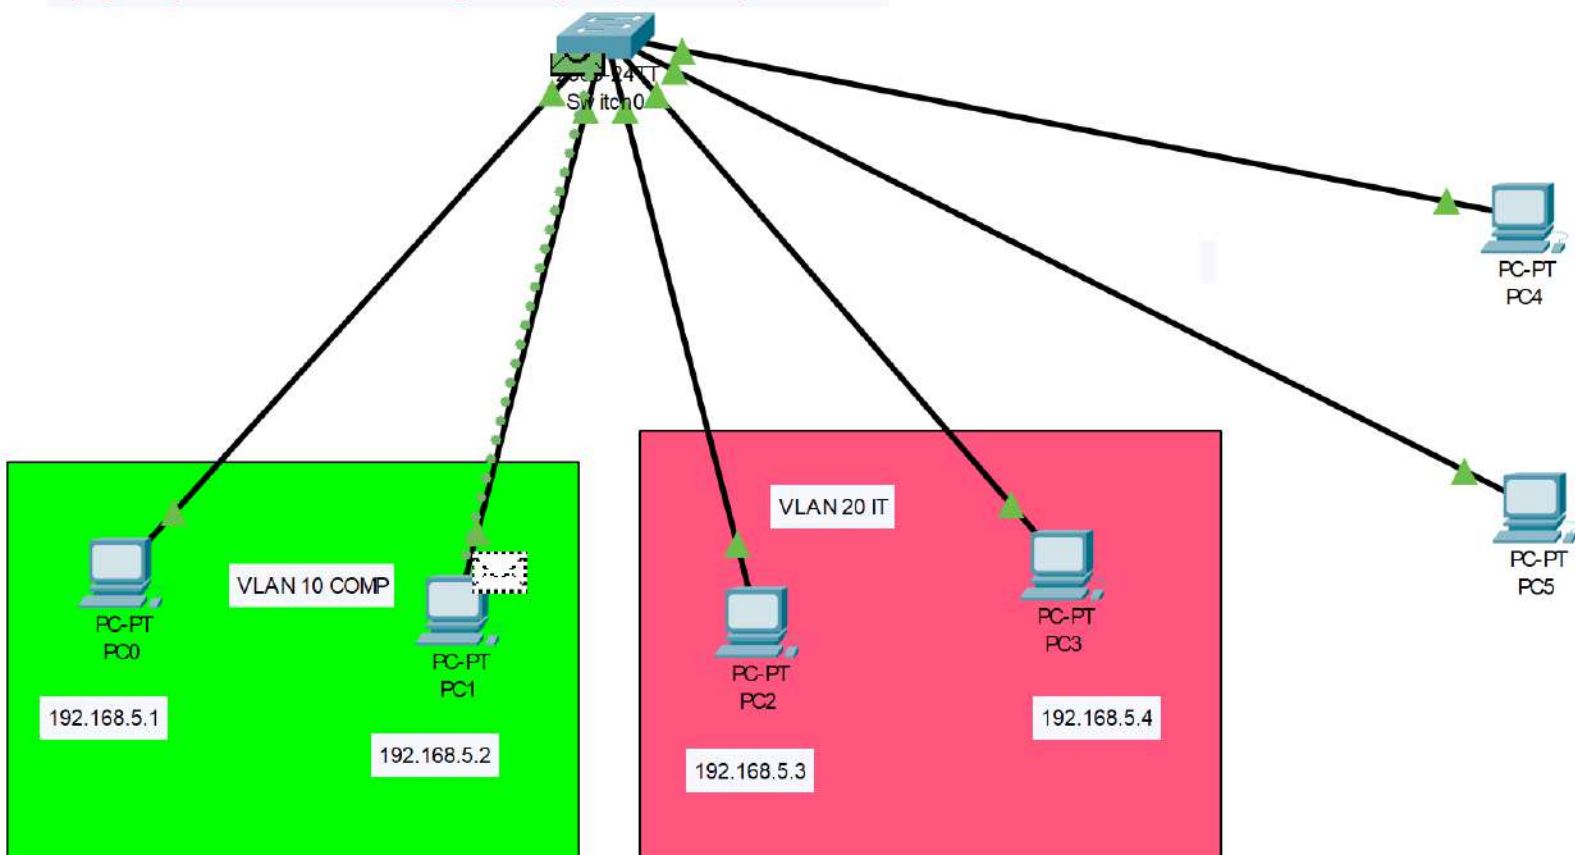 Switch0
PC-PT
PC4
VLAN 20 IT
PC-PT
PC5
VLAN 10 COMP
PC-PT
PC0
PC-PT
PC1
PC-PT
PC2
PC-PT
PC3
192.168.5.1
192.168.5.2
192.168.5.3
192.168.5.4